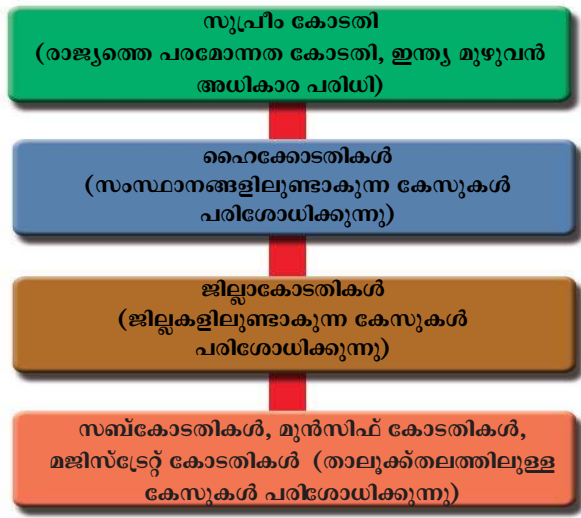 സുപ്രീം കോടതി
(രാജ്യത്തെ പരമോന്നത കോടതി, ഇന്ത്യ മുഴുവൻ
അധികാര പരിധി)
ഹൈക്കോടതികൾ
(സംസ്ഥാനങ്ങളിലുണ്ടാകുന്ന കേസുകൾ
പരിശോധിക്കുന്നു)
ജില്ലാകോടതികൾ
(ജില്ലകളിലുണ്ടാകുന്ന കേസുകൾ
പരിശോധിക്കുന്നു)
സബ്കോടതികൾ, മുൻസിഫ് കോടതികൾ,
മജിസ്ട്രേറ്റ് കോടതികൾ (താലൂക്ക്തലത്തിലുള്ള
കേസുകൾ പരിശോധിക്കുന്നു)